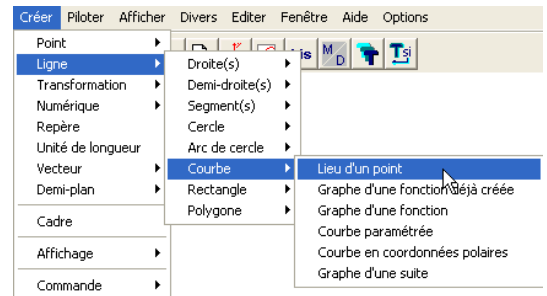 Créer Piloter Afficher Divers Editer Fenêtre Aide Options
Point
Ligne
Transformation
Numérique
Repère
Unité de longueur
Vecteur
Demi-plan
Cadre
Affichage
Commande
is M/D Tsi
Droite(s)
Demi-droite(s)
Segment(s)
Cercle
Arc de cercle
Courbe
Rectangle
Polygone
Lieu d'un point
Graphe d'une fonction déjà créée
Graphe d'une fonction
Courbe paramétrée
Courbe en coordonnées polaires
Graphe d'une suite